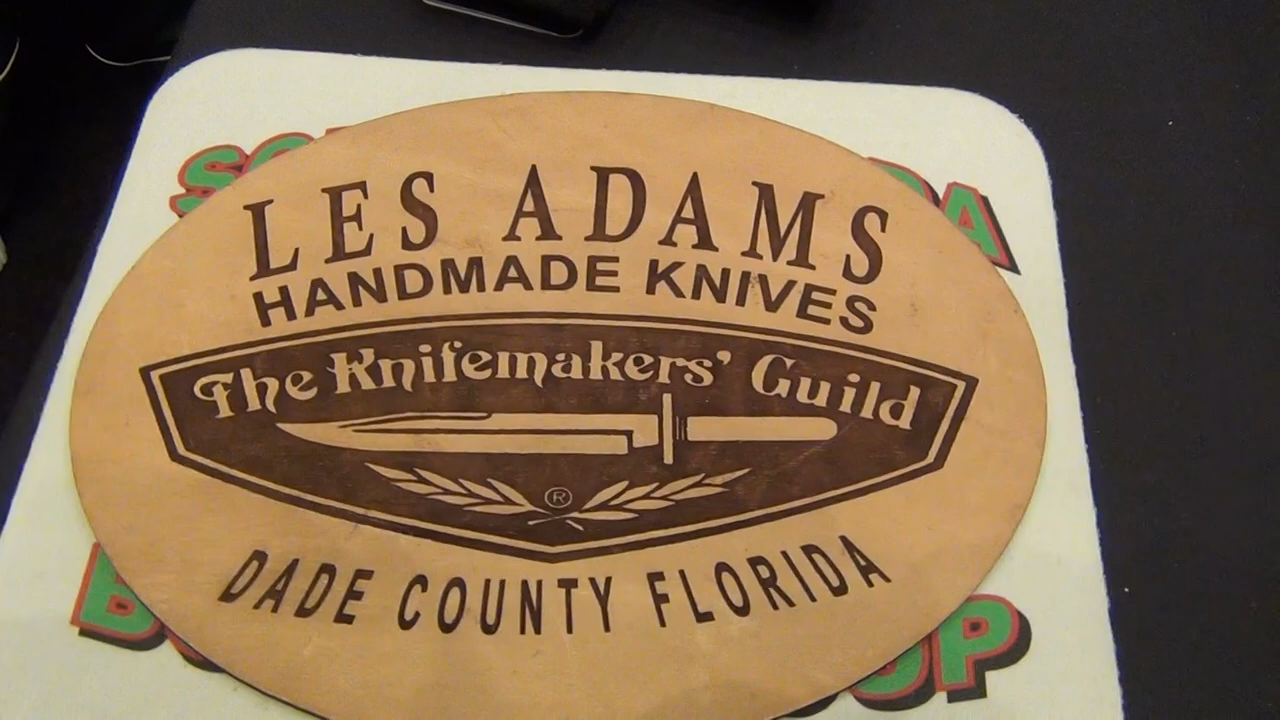 LES ADAMS
HANDMADE KNIVES
The Knifemakers' Guild
®
DADE COUNTY FLORIDA